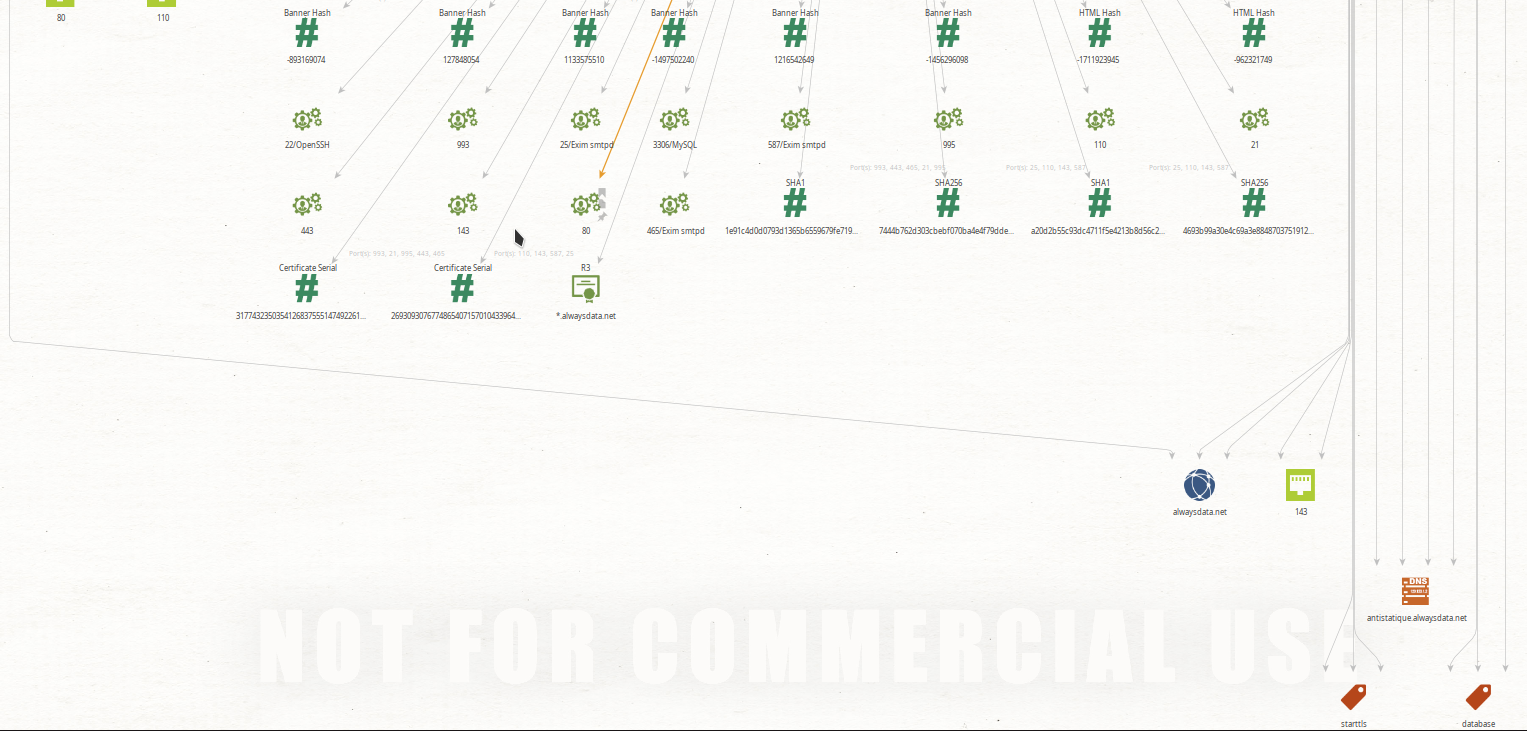 80
110
Banner Hash
Banner Hash
Banner Hash
Banner Hash
Banner Hash
Banner Hash
HTML Hash
HTML Hash
-893169074
127848054
1133575510
-1497502240
1216542649
-1456296098
-1711923945
-962321749
22/OpenSSH
993
25/Exim smtpd
3306/MySQL
587/Exim smtpd
995
110
21
Port(s): 993, 443, 465, 21, 995
Port(s): 25, 110, 143, 587
Port(s): 25, 110, 143, 587
SHA1
SHA256
SHA1
SHA256
443
143
80
465/Exim smtpd
1e91c4d0d0793d1365b6559679fe719...
7444b762d303cbebf070ba4e4f79dde...
a20d2b55c93dc4711f5e4213b8d56c2...
4693b99a30e4c69a3e8848703751912...
Port(s): 993, 21, 995, 443, 465
Port(s): 110, 143, 587, 25
Certificate Serial
Certificate Serial
R3
317743235035412683755514749226​1...
269309307677486540715701043396​4...
*.alwaysdata.net
alwaysdata.net
143
antistatique.alwaysdata.net
NOT FOR COMMERCIAL USE
starttls
database